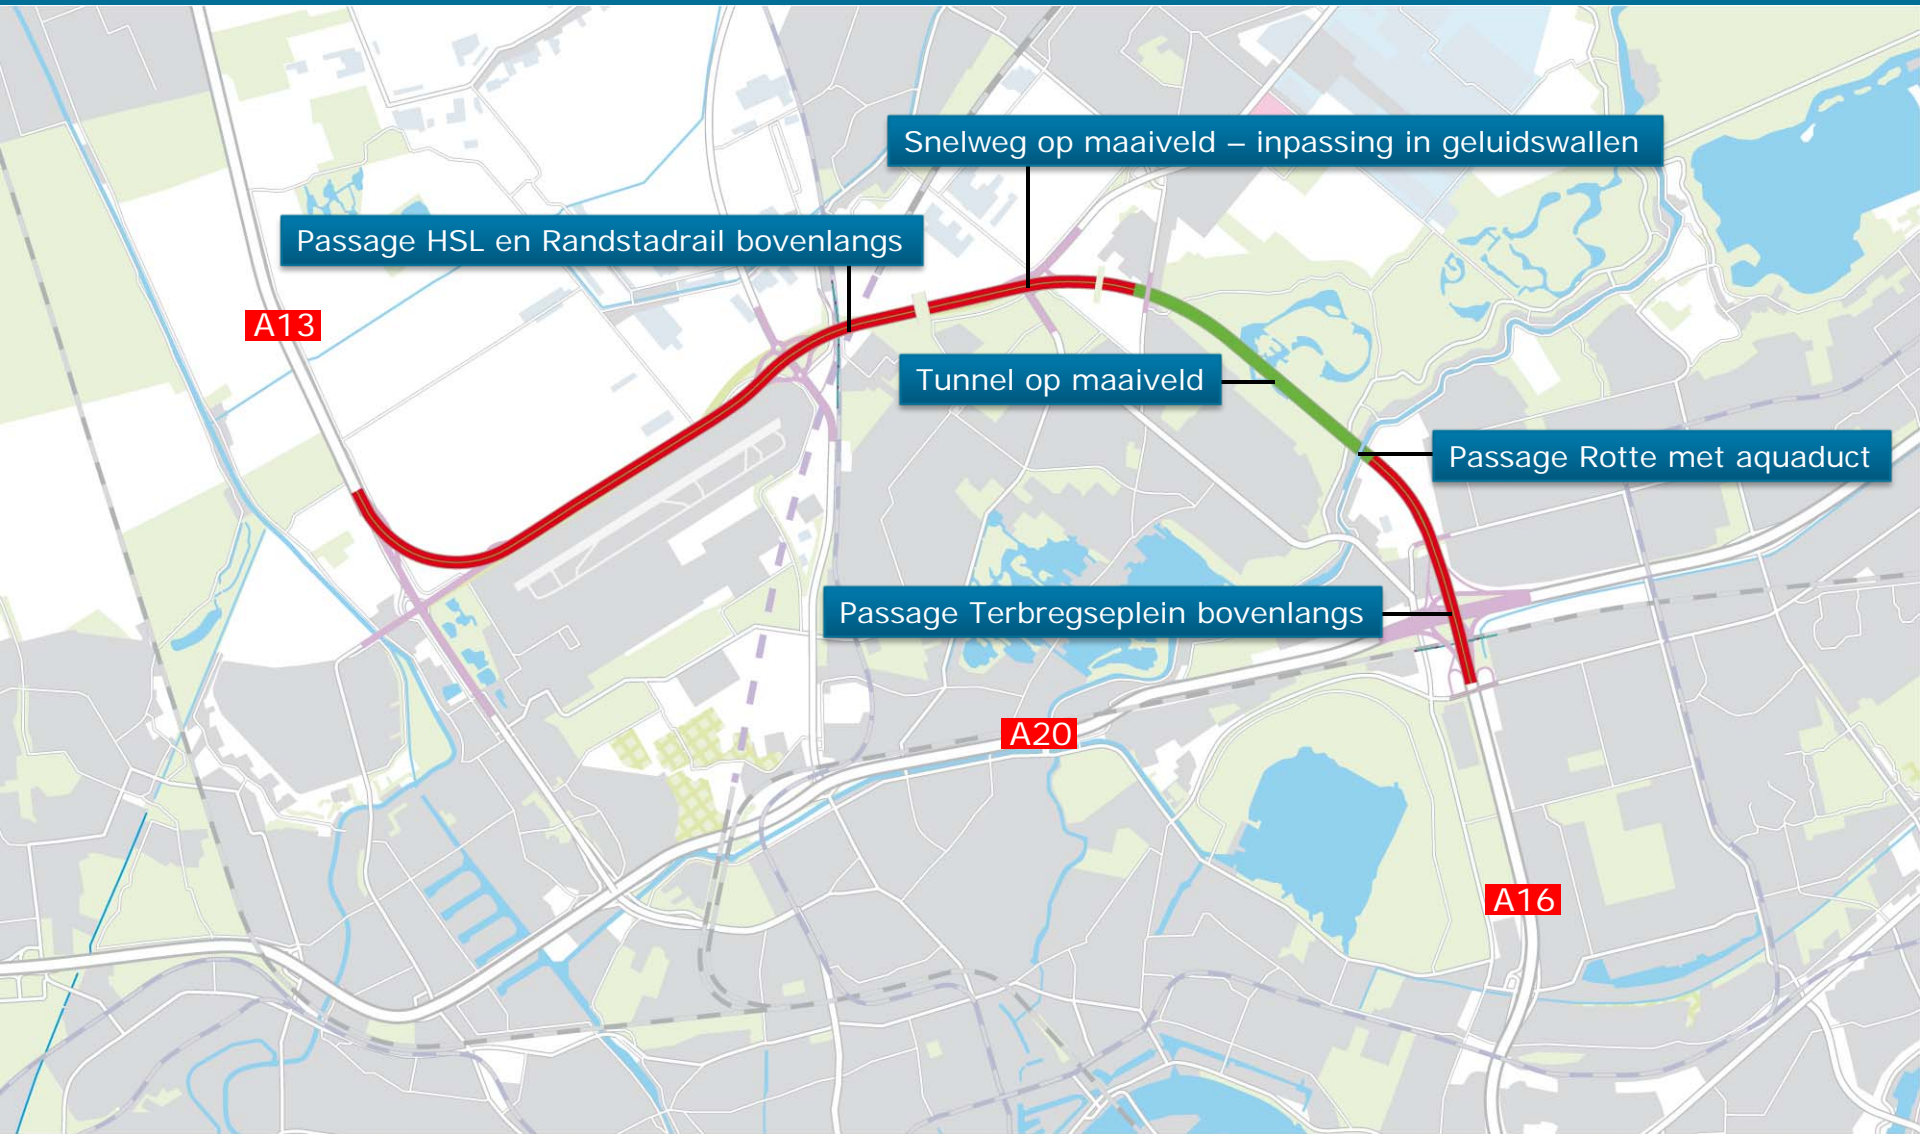 Snelweg op maaiveld – inpassing in geluidswallen
Passage HSL en Randstadrail bovenlangs
A13
Tunnel op maaiveld
Passage Rotte met aquaduct
Passage Terbregseplein bovenlangs
A20
A16